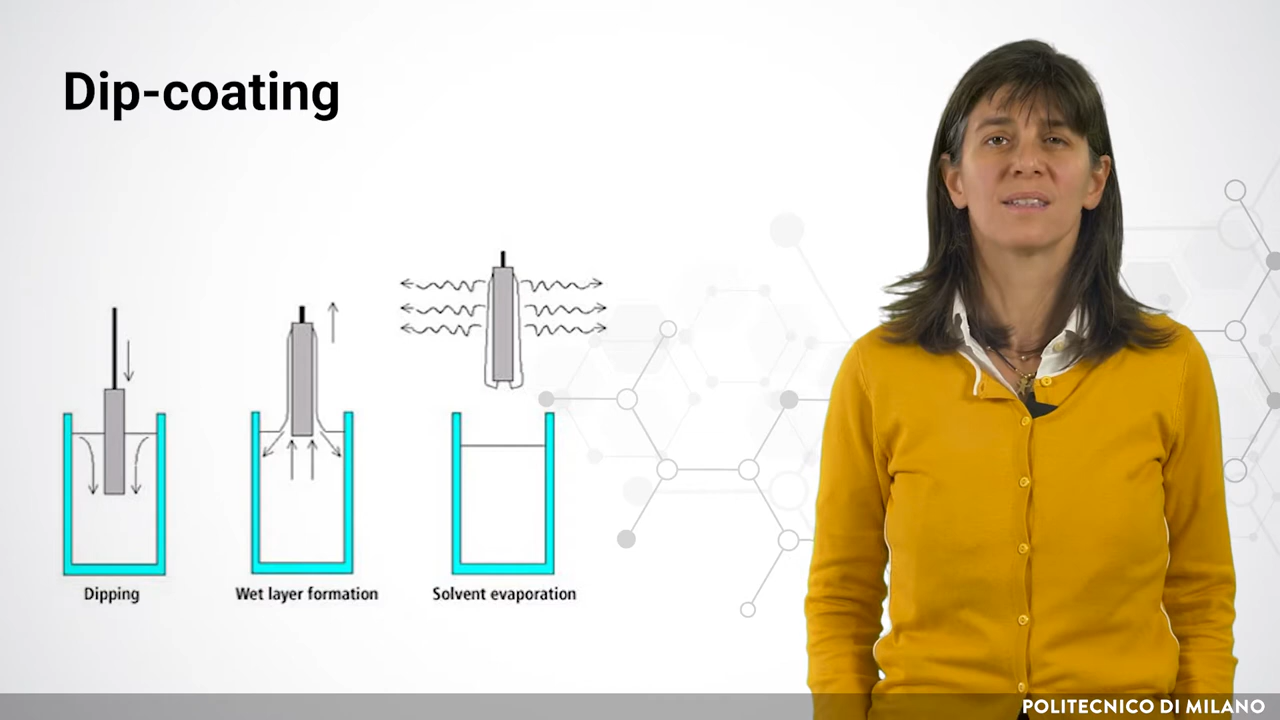 Dip-coating
Dipping
Wet layer formation
Solvent evaporation
POLITECNICO DI MILANO